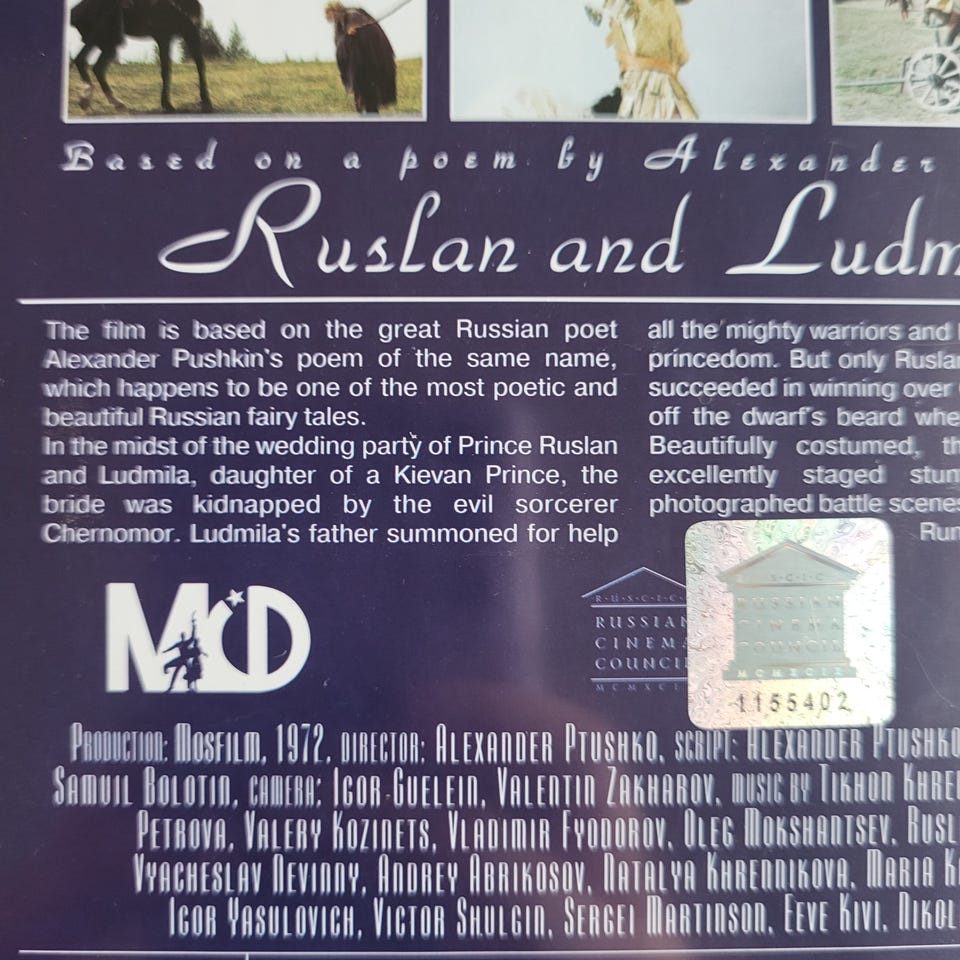 Based on a poem by Alexander
Ruslan and Ludm
The film is based on the great Russian poet
Alexander Pushkin's poem of the same name,
which happens to be one of the most poetic and
beautiful Russian fairy tales.
In the midst of the wedding party of Prince Ruslan
and Ludmila, daughter of a Kievan Prince, the
bride was kidnapped by the evil sorcerer
Chernomor. Ludmila's father summoned for help
all the mighty warriors and
princedom. But only Ruslan
succeeded in winning over
off the dwarf's beard whe
Beautifully costumed, th
excellently staged stun
photographed battle scenes
Run
MCD
R·U·S·C·I·C
RUSSIAN
CINEMA
COUNCIL
MCMXCI
S·C·I·C
RUSSIAN
CINEMA
COUNCIL
MCMXCIX
1155402
Production: Mosfilm, 1972, director: Alexander Ptushko, script: Alexander Ptushko
Samuil Bolotin, camera: Igor Guelein, Valentin Zakharov, music by Tikhon Khre
Petrova, Valery Kozinets, Vladimir Fyodorov, Oleg Mokshantsev, Rusl
Vyacheslav Nevinny, Andrey Abrikosov, Natalya Khrennikova, Maria K
Igor Yasulovich, Victor Shulgin, Sergei Martinson, Eeve Kivi, Nikol